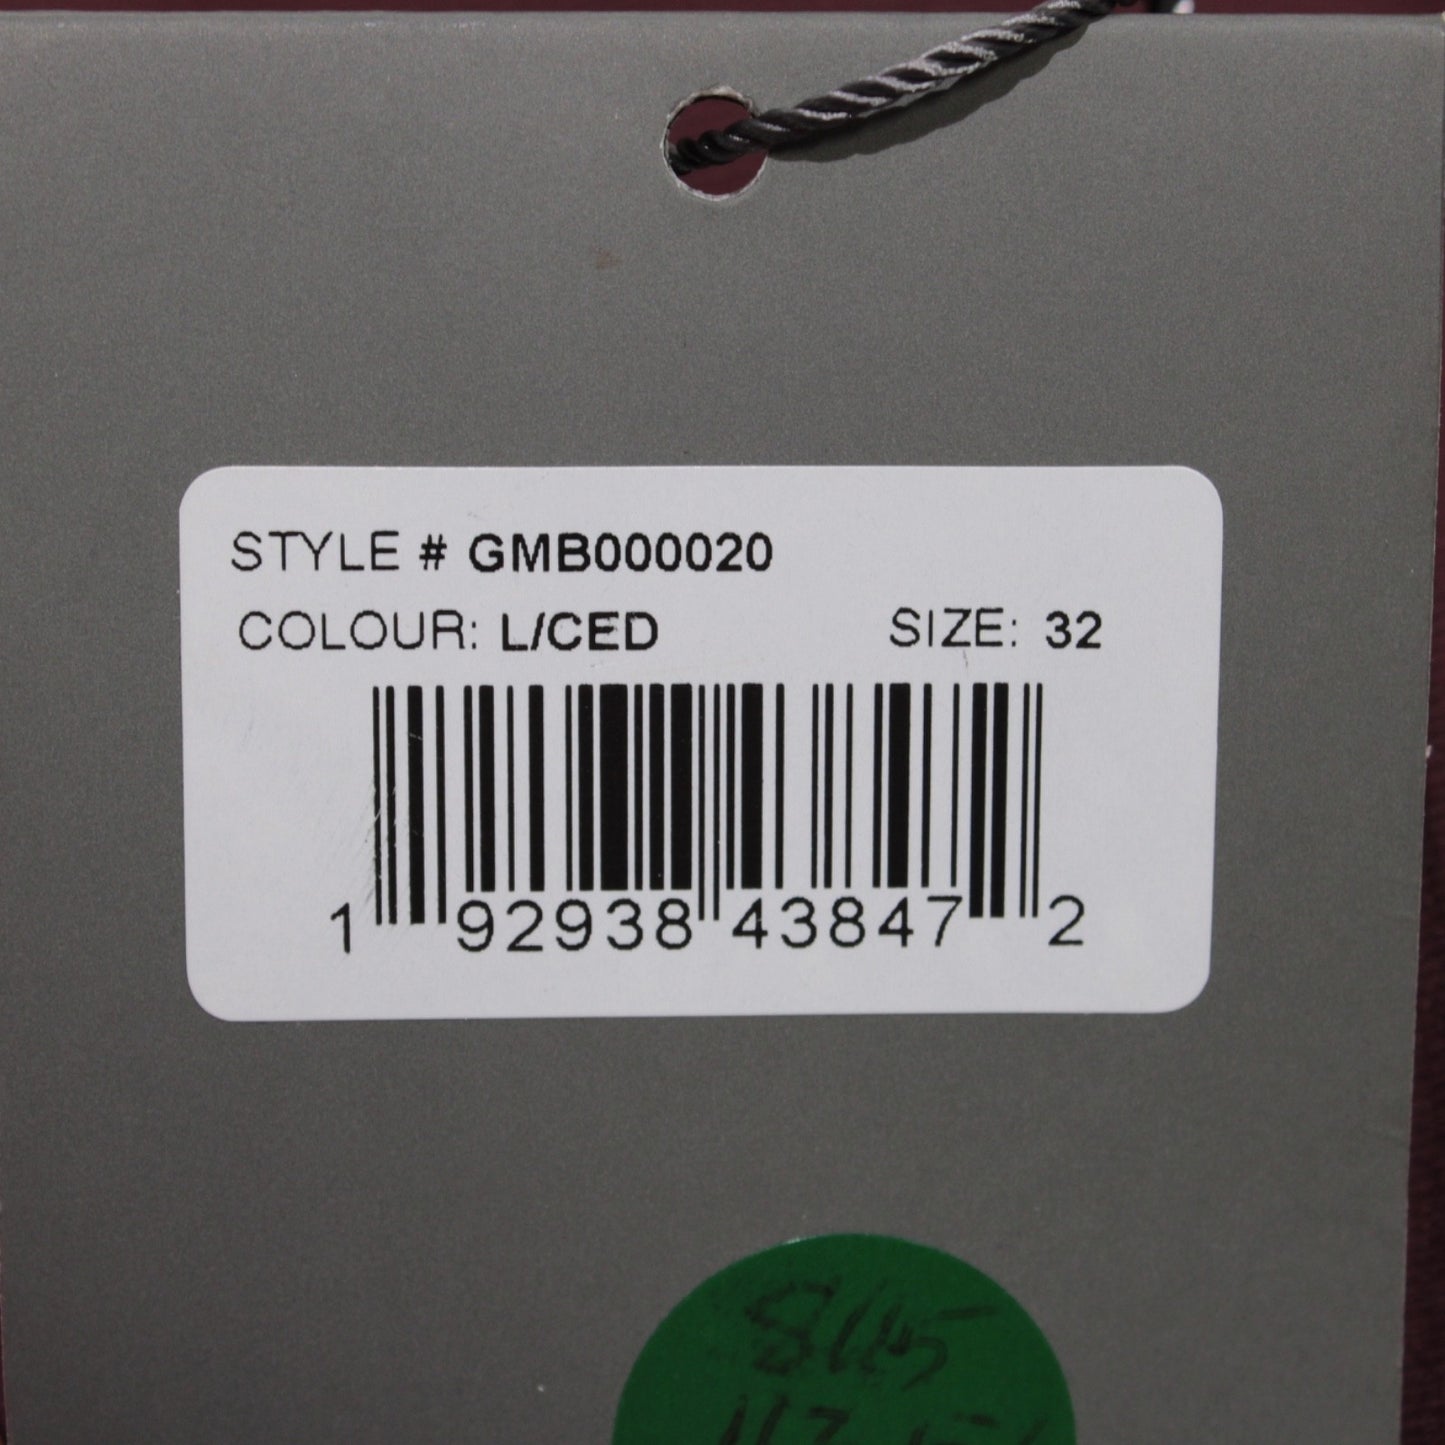 STYLE # GMB000020
COLOUR: L/CED SIZE: 32
1 92938 43847 2